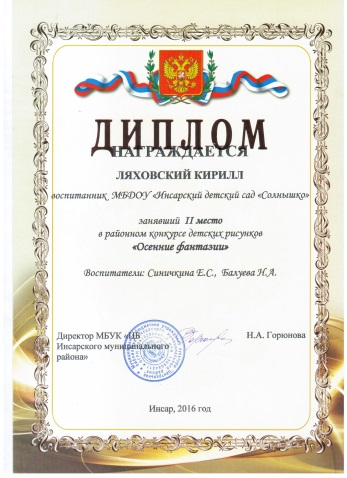 ДИПЛОМ
НАГРАЖДАЕТСЯ
ЛЯХОВСКИЙ КИРИЛЛ
воспитанник МБДОУ «Инсарский детский сад «Солнышко»
занявший II место
в районном конкурсе детских рисунков
«Осенние фантазии»
Воспитатели: Синичкина Е.С., Балуева Н.А.
Директор МБУК «ЦБ Н.А. Горюнова
Инсарского муниципального
района»
Инсар, 2016 год